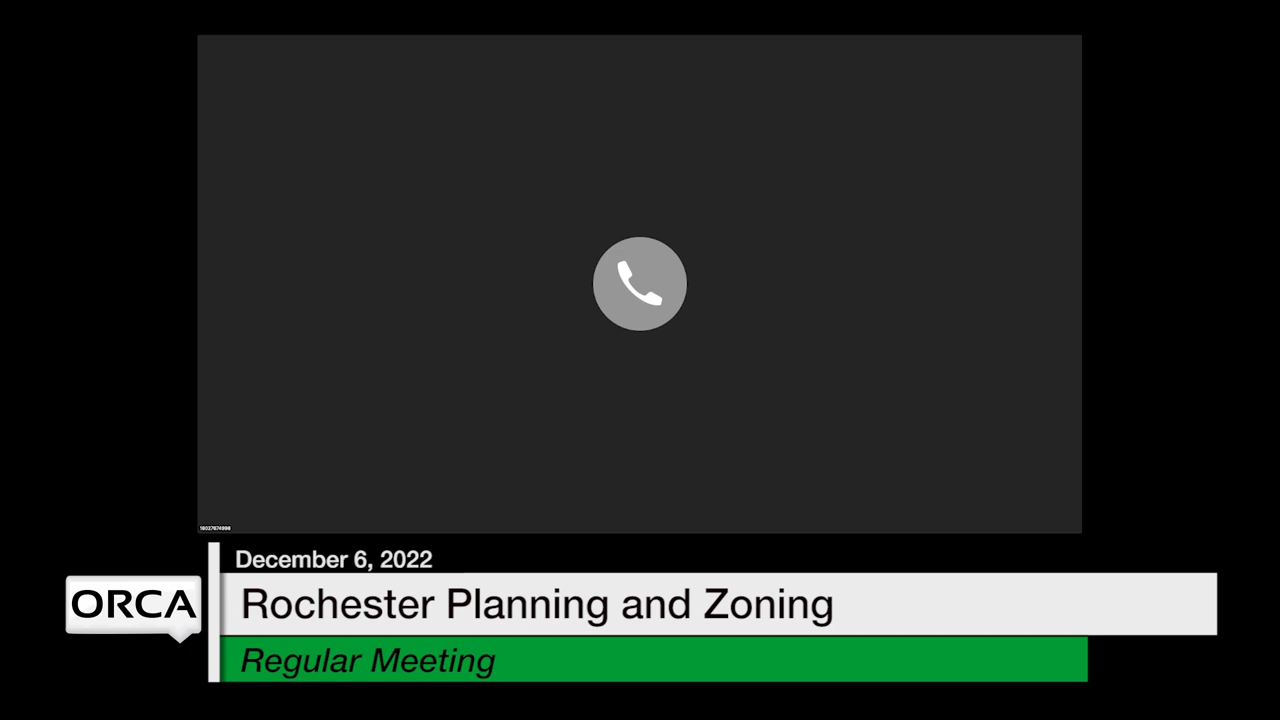 December 6, 2022
ORCA
Rochester Planning and Zoning
Regular Meeting